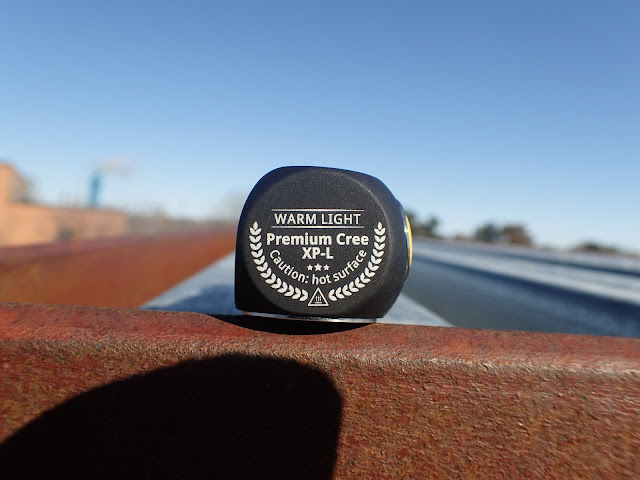 WARM LIGHT
Premium Cree
XP-L
Caution: hot surface